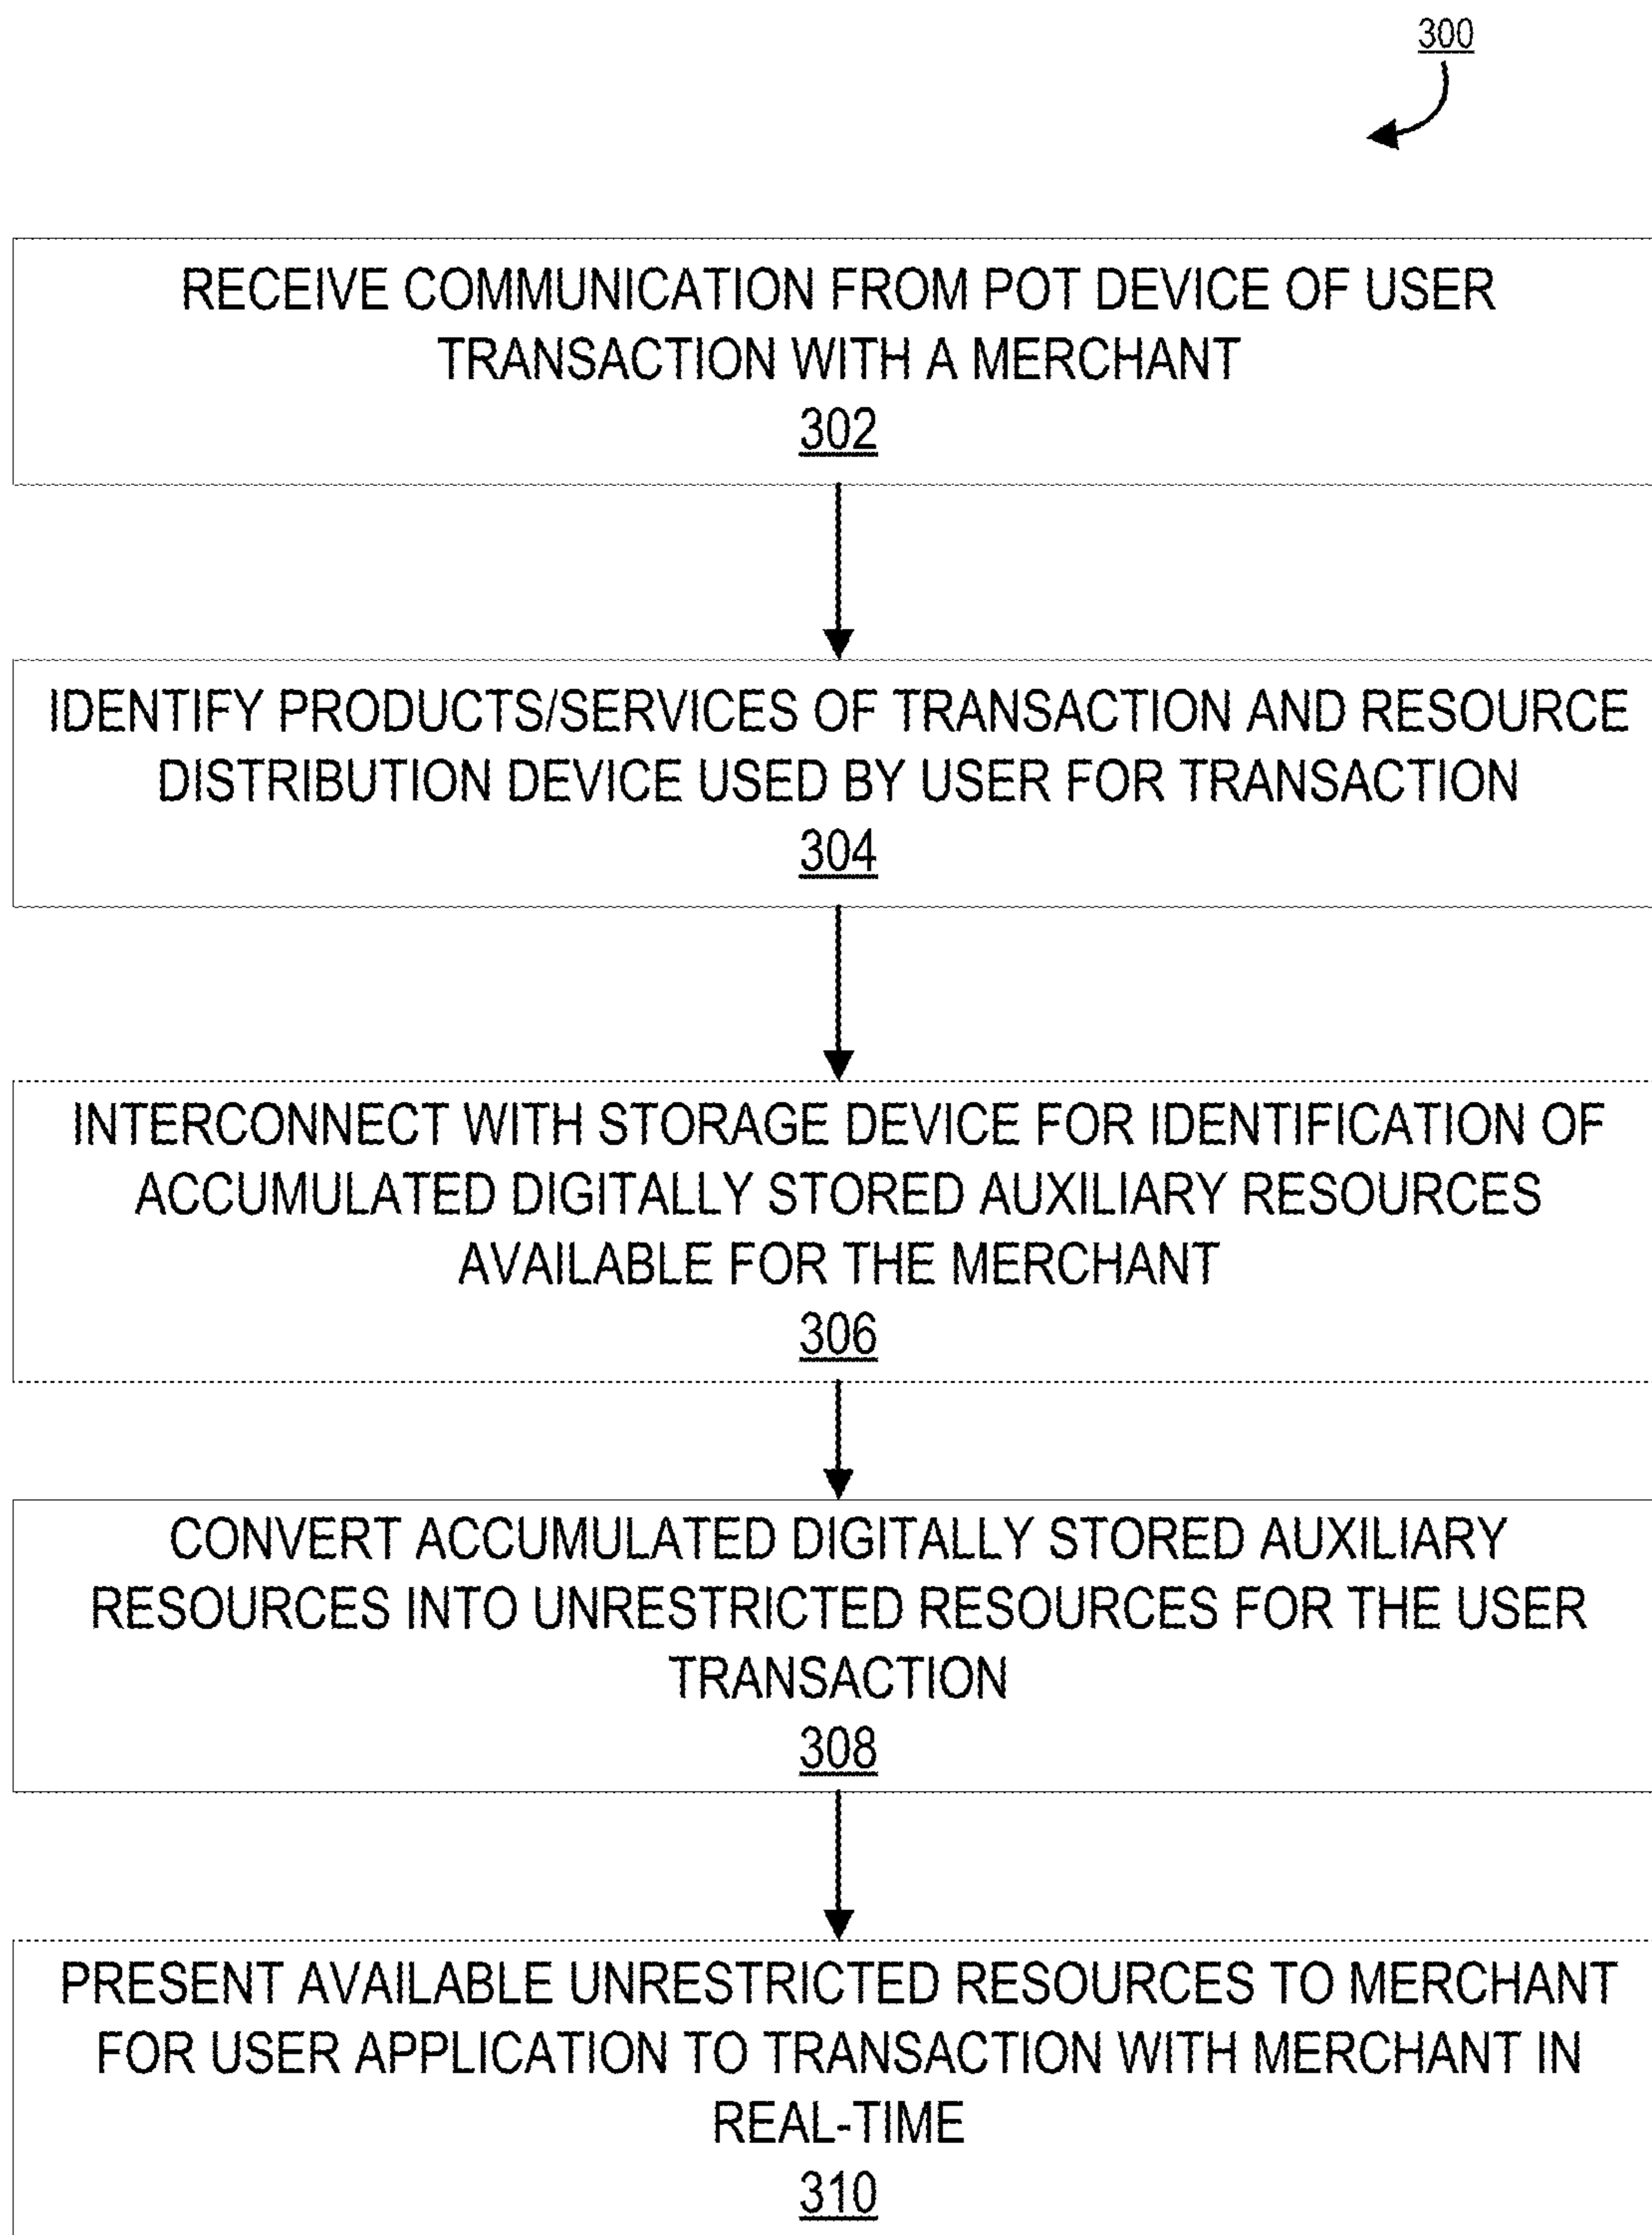 300
RECEIVE COMMUNICATION FROM POT DEVICE OF USER
TRANSACTION WITH A MERCHANT
302
IDENTIFY PRODUCTS/SERVICES OF TRANSACTION AND RESOURCE
DISTRIBUTION DEVICE USED BY USER FOR TRANSACTION
304
INTERCONNECT WITH STORAGE DEVICE FOR IDENTIFICATION OF
ACCUMULATED DIGITALLY STORED AUXILIARY RESOURCES
AVAILABLE FOR THE MERCHANT
306
CONVERT ACCUMULATED DIGITALLY STORED AUXILIARY
RESOURCES INTO UNRESTRICTED RESOURCES FOR THE USER
TRANSACTION
308
PRESENT AVAILABLE UNRESTRICTED RESOURCES TO MERCHANT
FOR USER APPLICATION TO TRANSACTION WITH MERCHANT IN
REAL-TIME
310